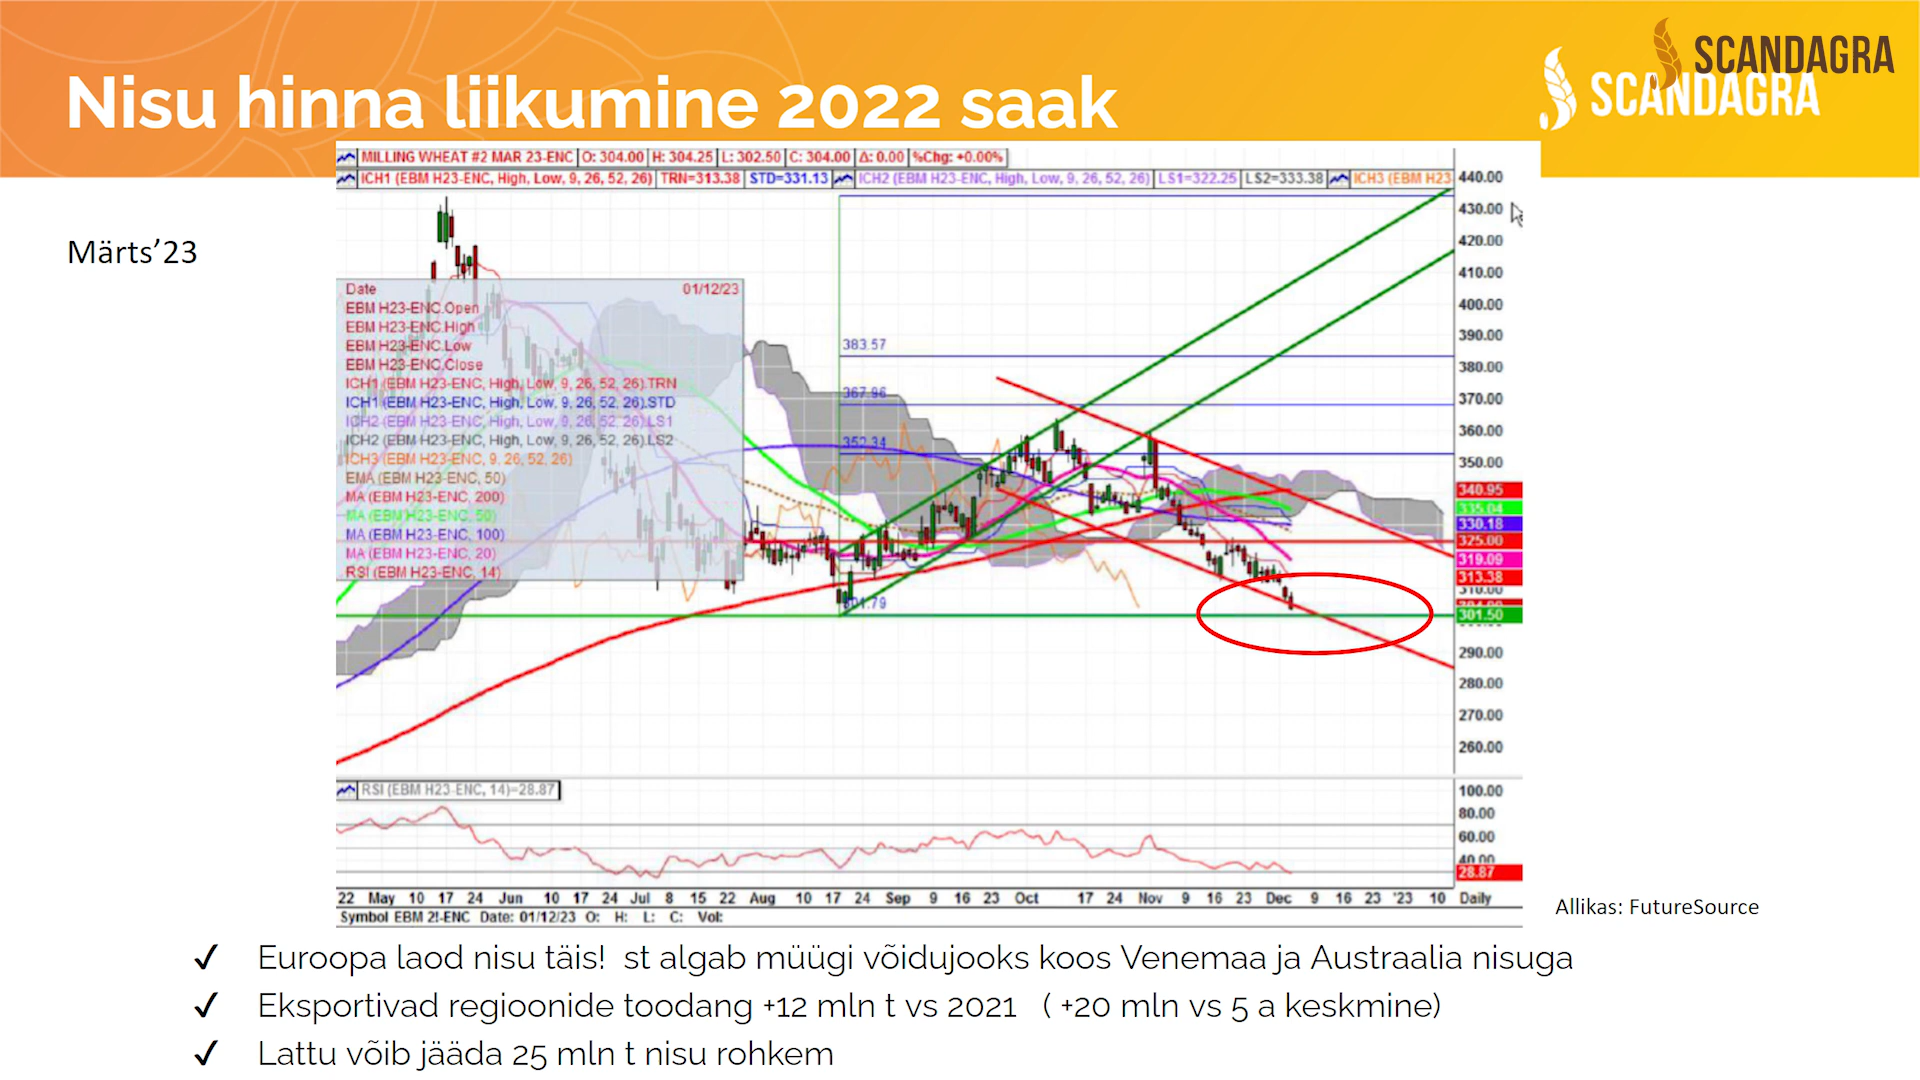 SCANDAGRA
SCANDAGRA
Nisu hinna liikumine 2022 saak
Märts'23
MILLING WHEAT #2 MAR 23-ENC O: 304.00 H: 304.25 L: 302.50 C: 304.00 Δ: 0.00 %Chg: +0.00%
ICH1 (EBM H23-ENC, High, Low, 9, 26, 52, 26) TRN=313.38 STD=331.13 ICH2 (EBM H23-ENC, High, Low, 9, 26, 52, 26) LS1=322.25 LS2=333.38 ICH3 (EBM H23
440.00
430.00
420.00
410.00
400.00
390.00
380.00
370.00
360.00
350.00
340.95
335.04
330.18
325.00
319.09
313.38
310.00
301.50
290.00
280.00
270.00
260.00
Date 01/12/23
EBM H23-ENC.Open
EBM H23-ENC.High
EBM H23-ENC.Low
EBM H23-ENC.Close
ICH1 (EBM H23-ENC, High, Low, 9, 26, 52, 26).TRN
ICH1 (EBM H23-ENC, High, Low, 9, 26, 52, 26).STD
ICH2 (EBM H23-ENC, High, Low, 9, 26, 52, 26).LS1
ICH2 (EBM H23-ENC, High, Low, 9, 26, 52, 26).LS2
ICH3 (EBM H23-ENC, 9, 26, 52, 26)
EMA (EBM H23-ENC, 50)
MA (EBM H23-ENC, 200)
MA (EBM H23-ENC, 50)
MA (EBM H23-ENC, 100)
MA (EBM H23-ENC, 20)
RSI (EBM H23-ENC, 14)
383.57
367.96
352.34
301.79
RSI (EBM H23-ENC, 14)=28.87
100.00
80.00
60.00
40.00
28.87
22 May 10 17 24 Jun 10 17 24 Jul 8 15 22 Aug 10 17 24 Sep 9 16 23 Oct 17 24 Nov 9 16 23 Dec 9 16 23 '23 10 Daily
Symbol EBM 2!-ENC Date: 01/12/23 O: H: L: C: Vol:
Allikas: FutureSource
✓ Euroopa laod nisu täis! st algab müügi võidujooks koos Venemaa ja Austraalia nisuga
✓ Eksportivad regioonide toodang +12 mln t vs 2021 ( +20 mln vs 5 a keskmine)
✓ Lattu võib jääda 25 mln t nisu rohkem